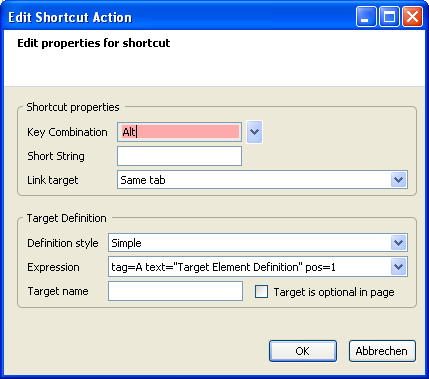 Edit Shortcut Action
Edit properties for shortcut
Shortcut properties
Key Combination Alt
Short String
Link target Same tab
Target Definition
Definition style Simple
Expression tag=A text="Target Element Definition" pos=1
Target name Target is optional in page
OK Abbrechen